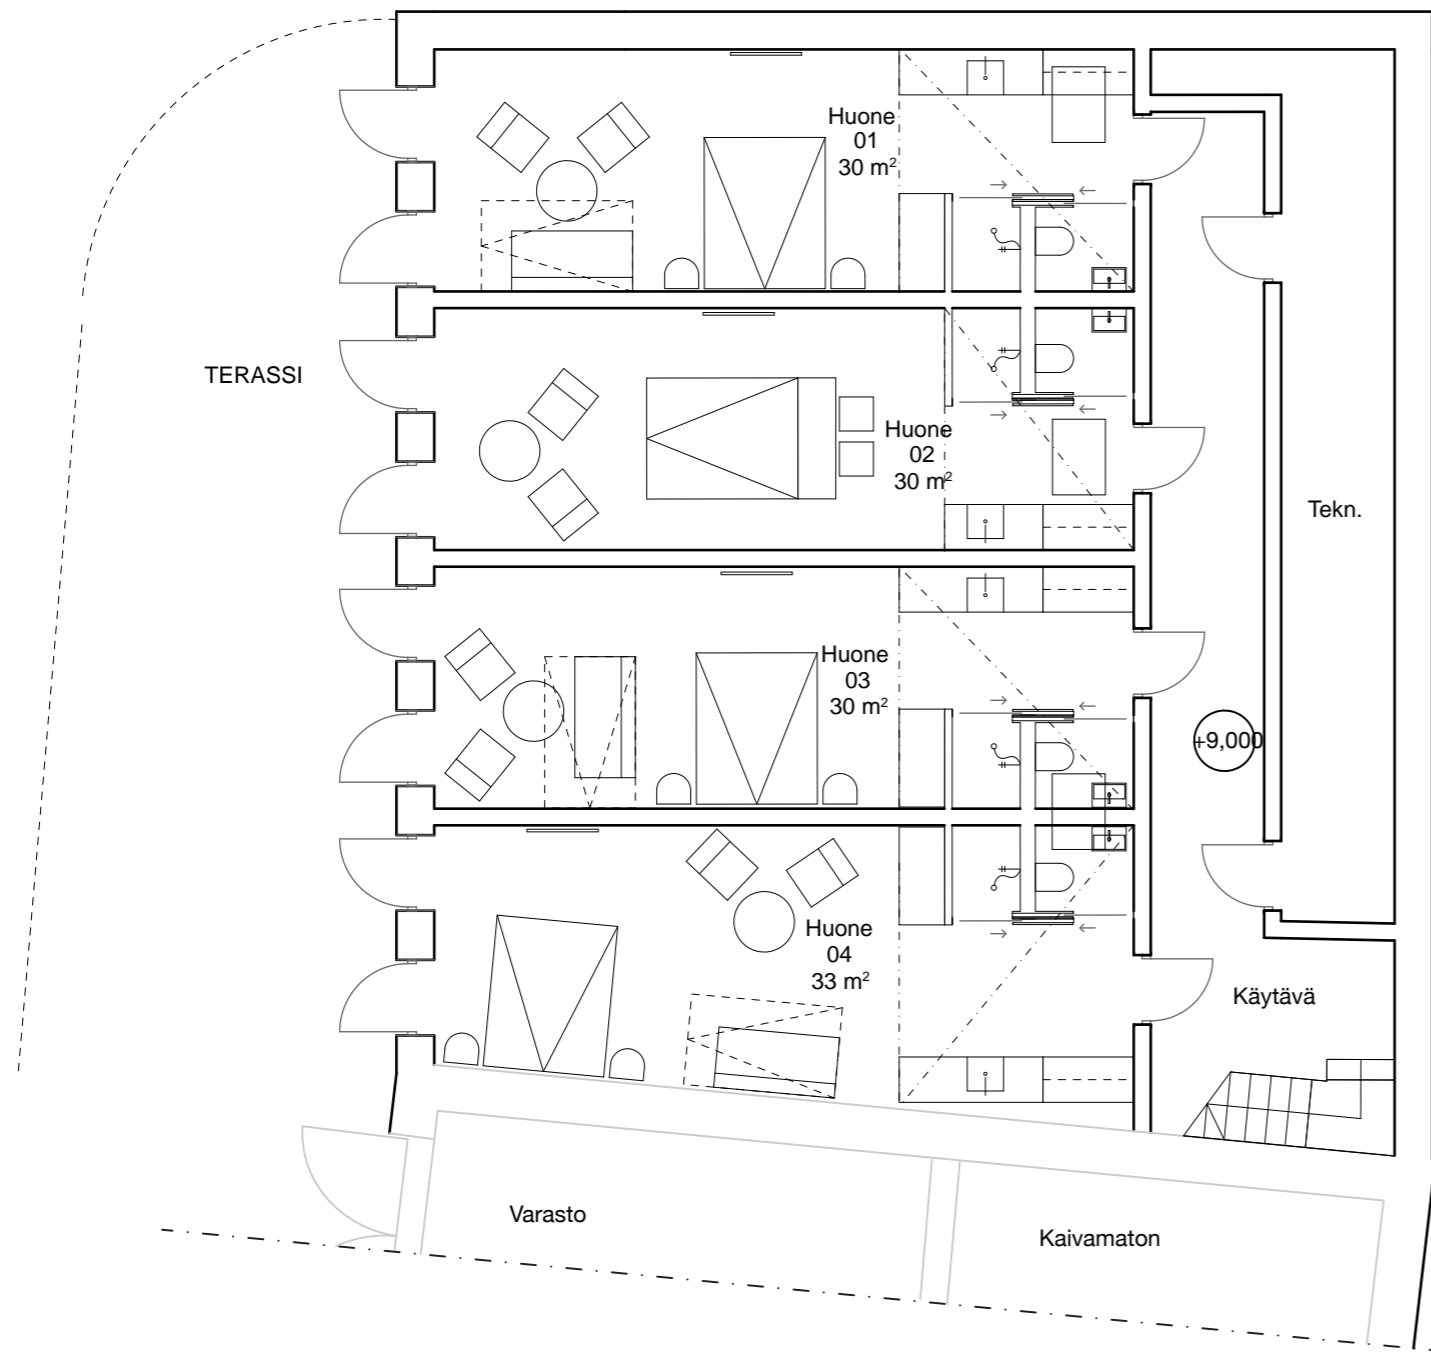 Huone
01
30 m²
TERASSI
Huone
02
30 m²
Tekn.
Huone
03
30 m²
+9,000
Huone
04
33 m²
Käytävä
Varasto
Kaivamaton